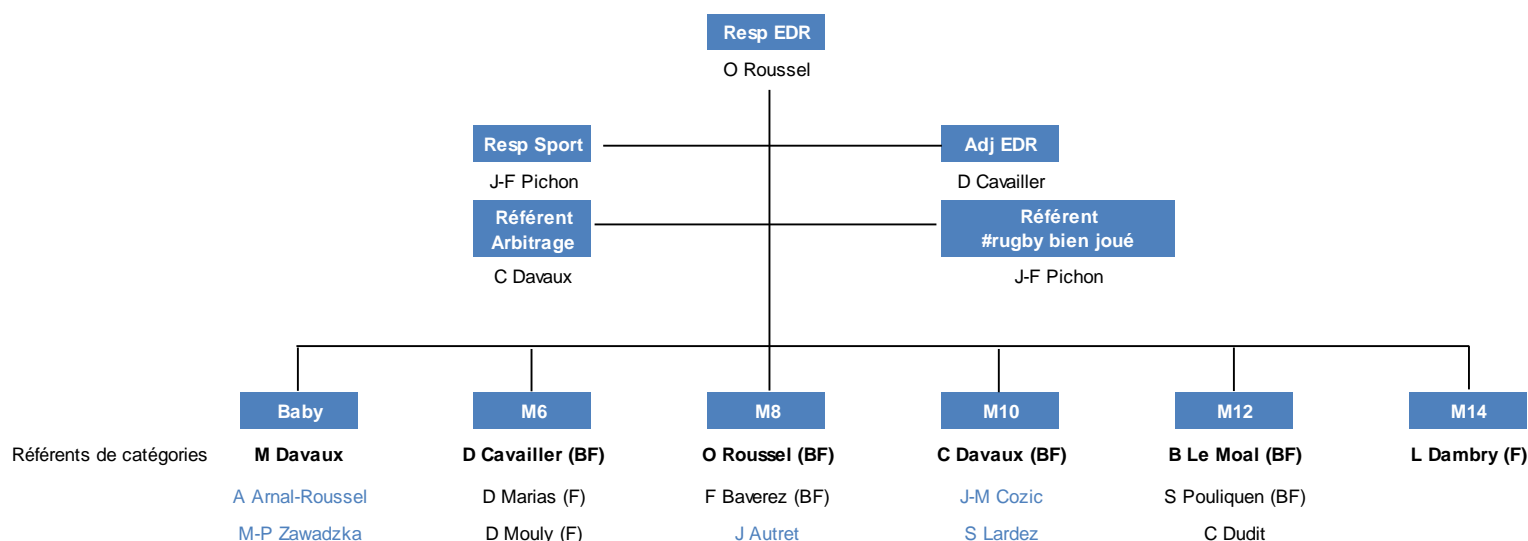 Resp EDR
O Roussel
Resp Sport
Adj EDR
J-F Pichon
D Cavailler
Référent
Arbitrage
Référent
#rugby bien joué
C Davaux
J-F Pichon
Baby
M6
M8
M10
M12
M14
Référents de catégories
M Davaux
D Cavailler (BF)
O Roussel (BF)
C Davaux (BF)
B Le Moal (BF)
L Dambry (F)
A Arnal-Roussel
D Marias (F)
F Baverez (BF)
J-M Cozic
S Pouliquen (BF)
M-P Zawadzka
D Mouly (F)
J Autret
S Lardez
C Dudit